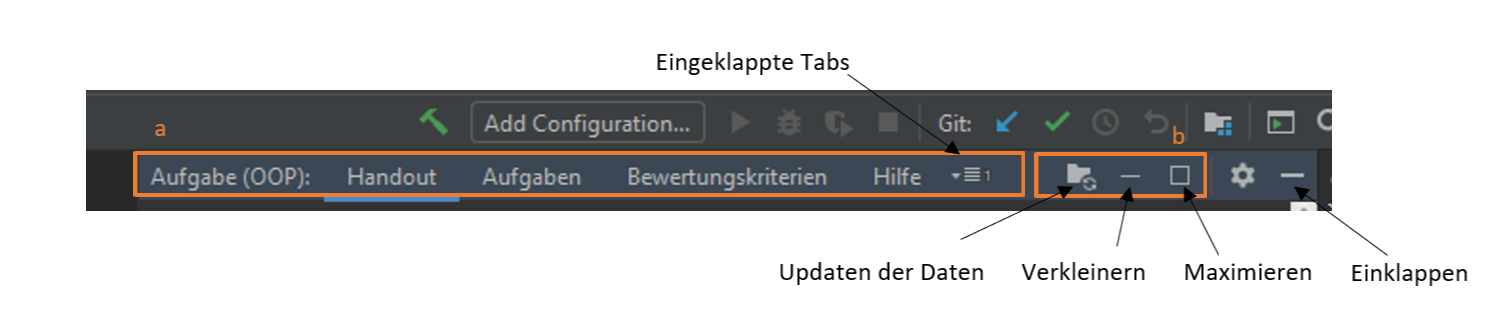 Eingeklappte Tabs
a
Add Configuration...
Git:
b
Aufgabe (OOP): Handout Aufgaben Bewertungskriterien Hilfe 1
Updaten der Daten Verkleinern Maximieren Einklappen